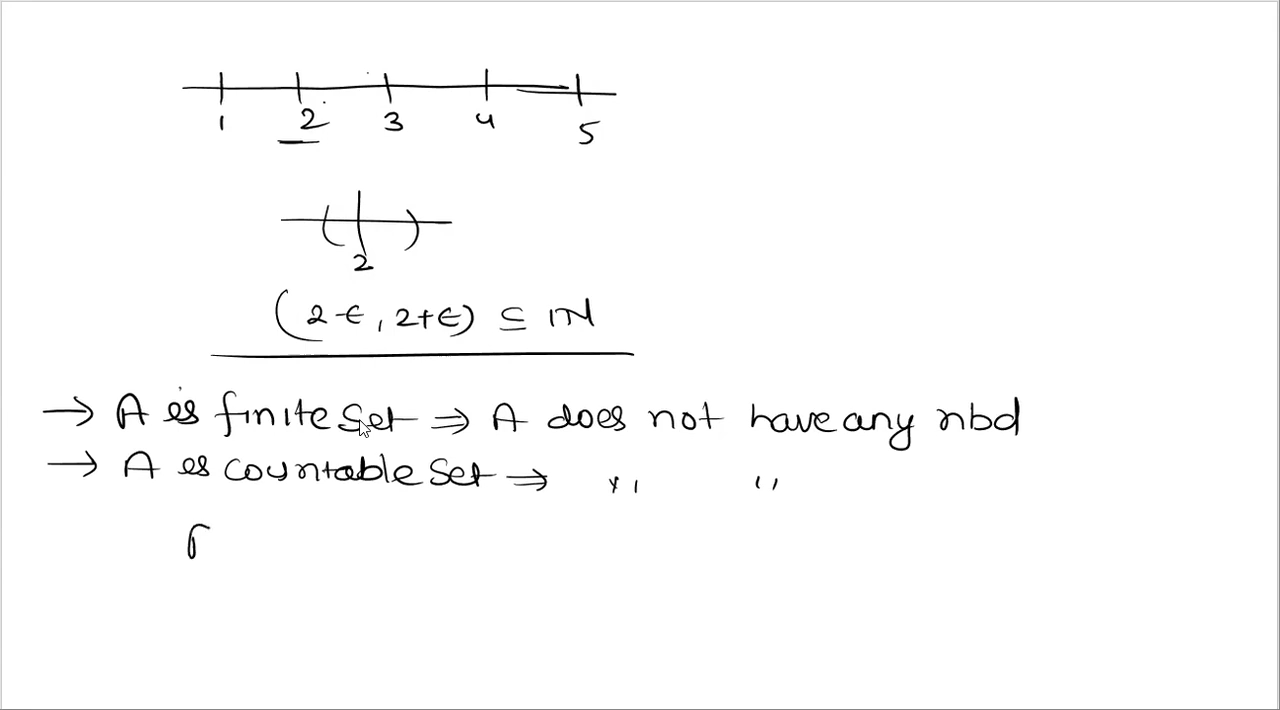 1 2 3 4 5
2
(2-ε, 2+ε) ⊆ IN
→ A is finite set ⇒ A does not have any nbd
→ A is countable set ⇒ " "